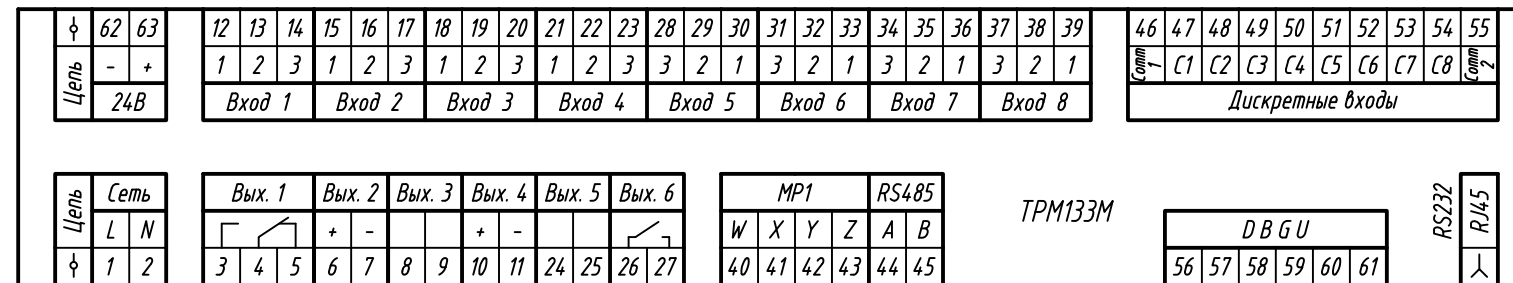 62 63 12 13 14 15 16 17 18 19 20 21 22 23 28 29 30 31 32 33 34 35 36 37 38 39 46 47 48 49 50 51 52 53 54 55
Цепь - + 1 2 3 1 2 3 1 2 3 1 2 3 3 2 1 3 2 1 3 2 1 3 2 1 Comm 1 C1 C2 C3 C4 C5 C6 C7 C8 Comm 2
24В Вход 1 Вход 2 Вход 3 Вход 4 Вход 5 Вход 6 Вход 7 Вход 8 Дискретные входы
Цепь Сеть Вых. 1 Вых. 2 Вых. 3 Вых. 4 Вых. 5 Вых. 6 МР1 RS485 ТРМ133М RS232 RJ45
L N + - + - W X Y Z A B D B G U
1 2 3 4 5 6 7 8 9 10 11 24 25 26 27 40 41 42 43 44 45 56 57 58 59 60 61